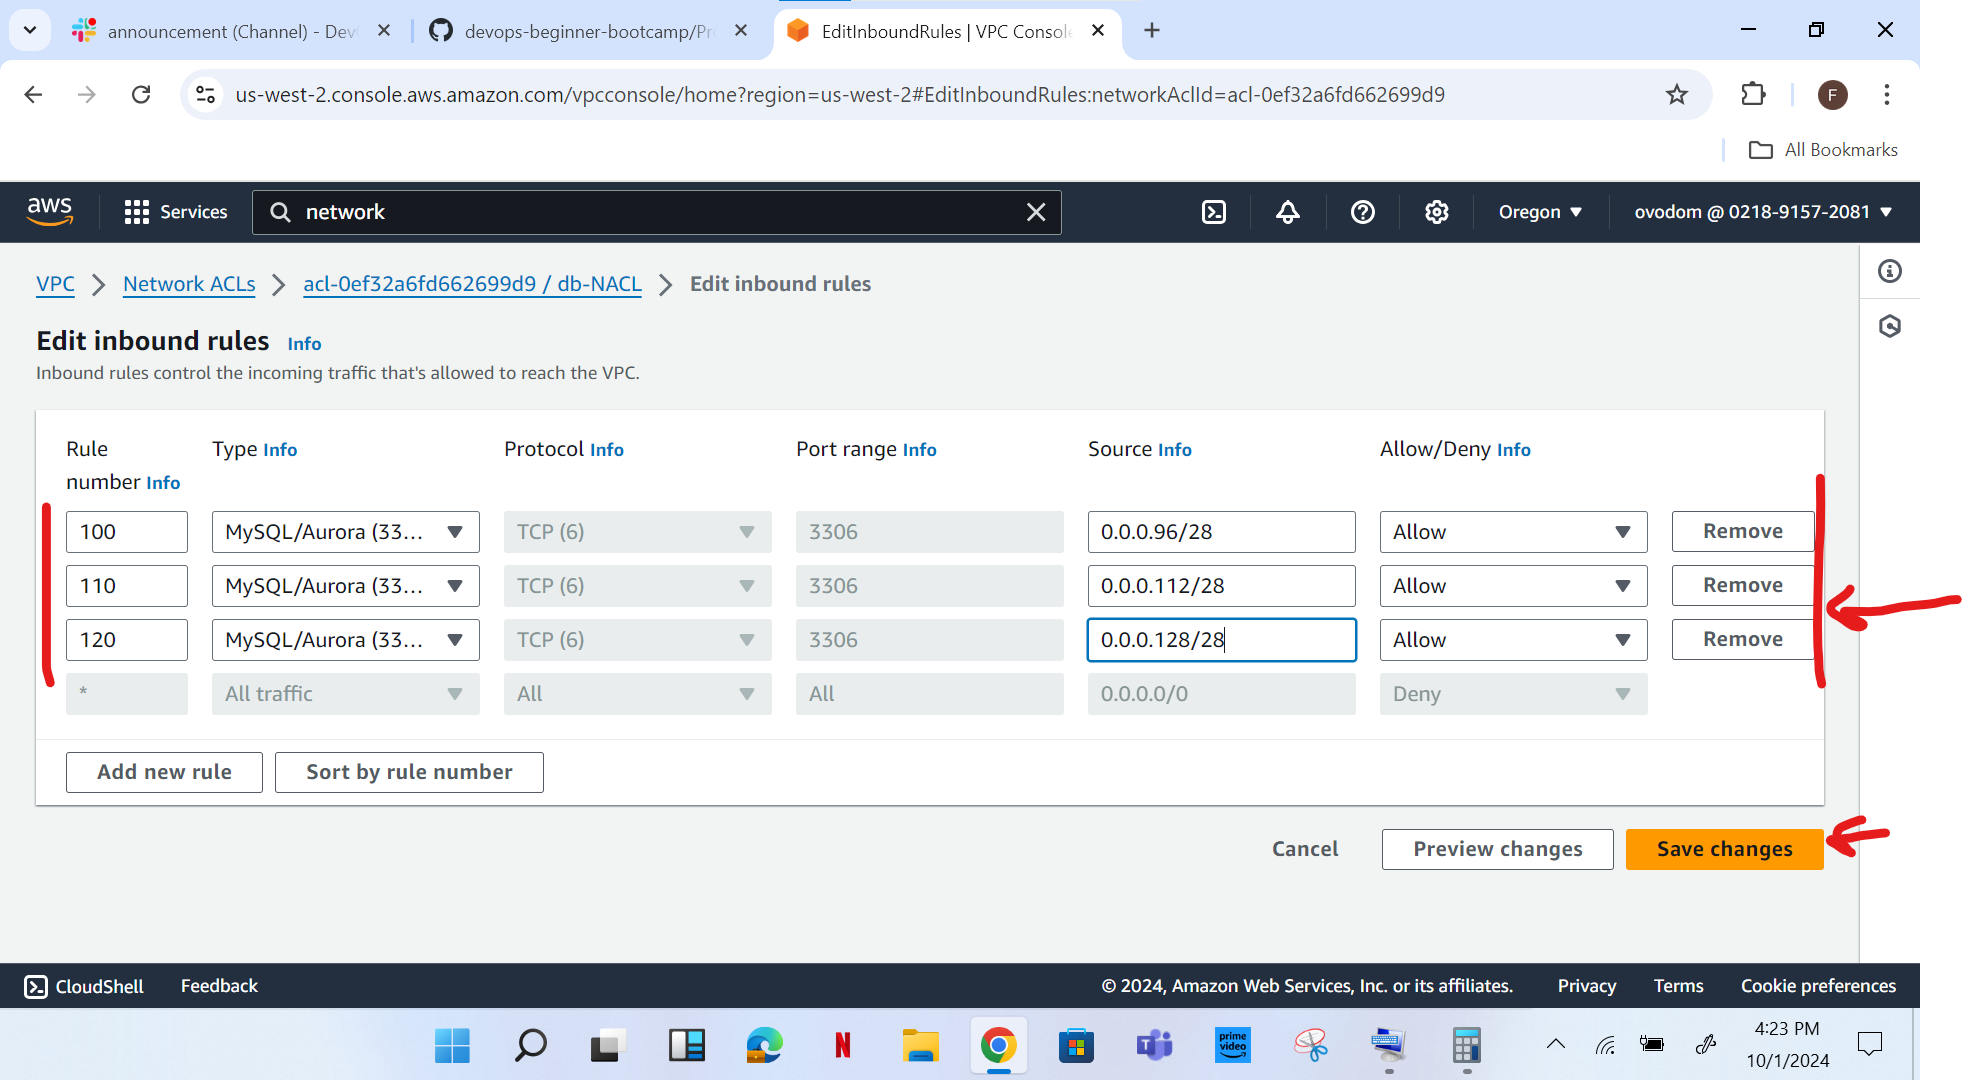 announcement (Channel) - Dev
devops-beginner-bootcamp/Pr
EditInboundRules | VPC Console
us-west-2.console.aws.amazon.com/vpcconsole/home?region=us-west-2#EditInboundRules:networkAclId=acl-0ef32a6fd662699d9
F
All Bookmarks
aws
Services
network
Oregon
ovodom @ 0218-9157-2081
VPC
Network ACLs
acl-0ef32a6fd662699d9 / db-NACL
Edit inbound rules
Edit inbound rules Info
Inbound rules control the incoming traffic that's allowed to reach the VPC.
Rule number Info
Type Info
Protocol Info
Port range Info
Source Info
Allow/Deny Info
100 MySQL/Aurora (33... TCP (6) 3306 0.0.0.96/28 Allow Remove
110 MySQL/Aurora (33... TCP (6) 3306 0.0.0.112/28 Allow Remove
120 MySQL/Aurora (33... TCP (6) 3306 0.0.0.128/28 Allow Remove
* All traffic All All 0.0.0.0/0 Deny
Add new rule
Sort by rule number
Cancel
Preview changes
Save changes
CloudShell
Feedback
© 2024, Amazon Web Services, Inc. or its affiliates.
Privacy
Terms
Cookie preferences
N
T
prime video
4:23 PM
10/1/2024